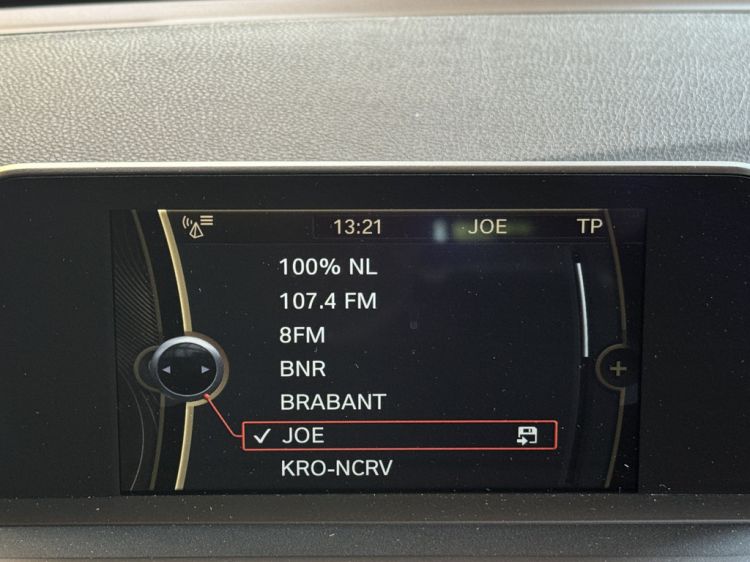 13:21 JOE TP
100% NL
107.4 FM
8FM
BNR
BRABANT
JOE
KRO-NCRV